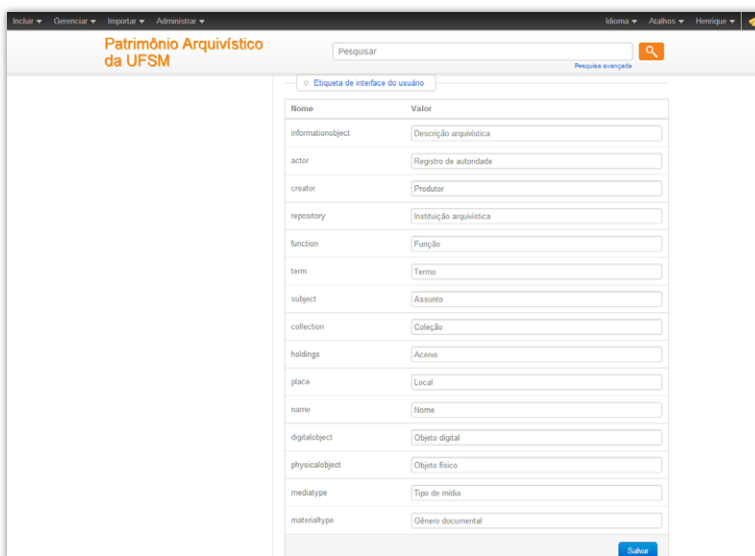 Incluir Gerenciar Importar Administrar Idioma Atalhos Henrique
Patrimônio Arquivístico
da UFSM
Pesquisar
Pesquisa avançada
Etiqueta de interface do usuário
Nome Valor
informationobject Descrição arquivística
actor Registro de autoridade
creator Produtor
repository Instituição arquivística
function Função
term Termo
subject Assunto
collection Coleção
holdings Acervo
place Local
name Nome
digitalobject Objeto digital
physicalobject Objeto físico
mediatype Tipo de mídia
materialtype Gênero documental
Salvar